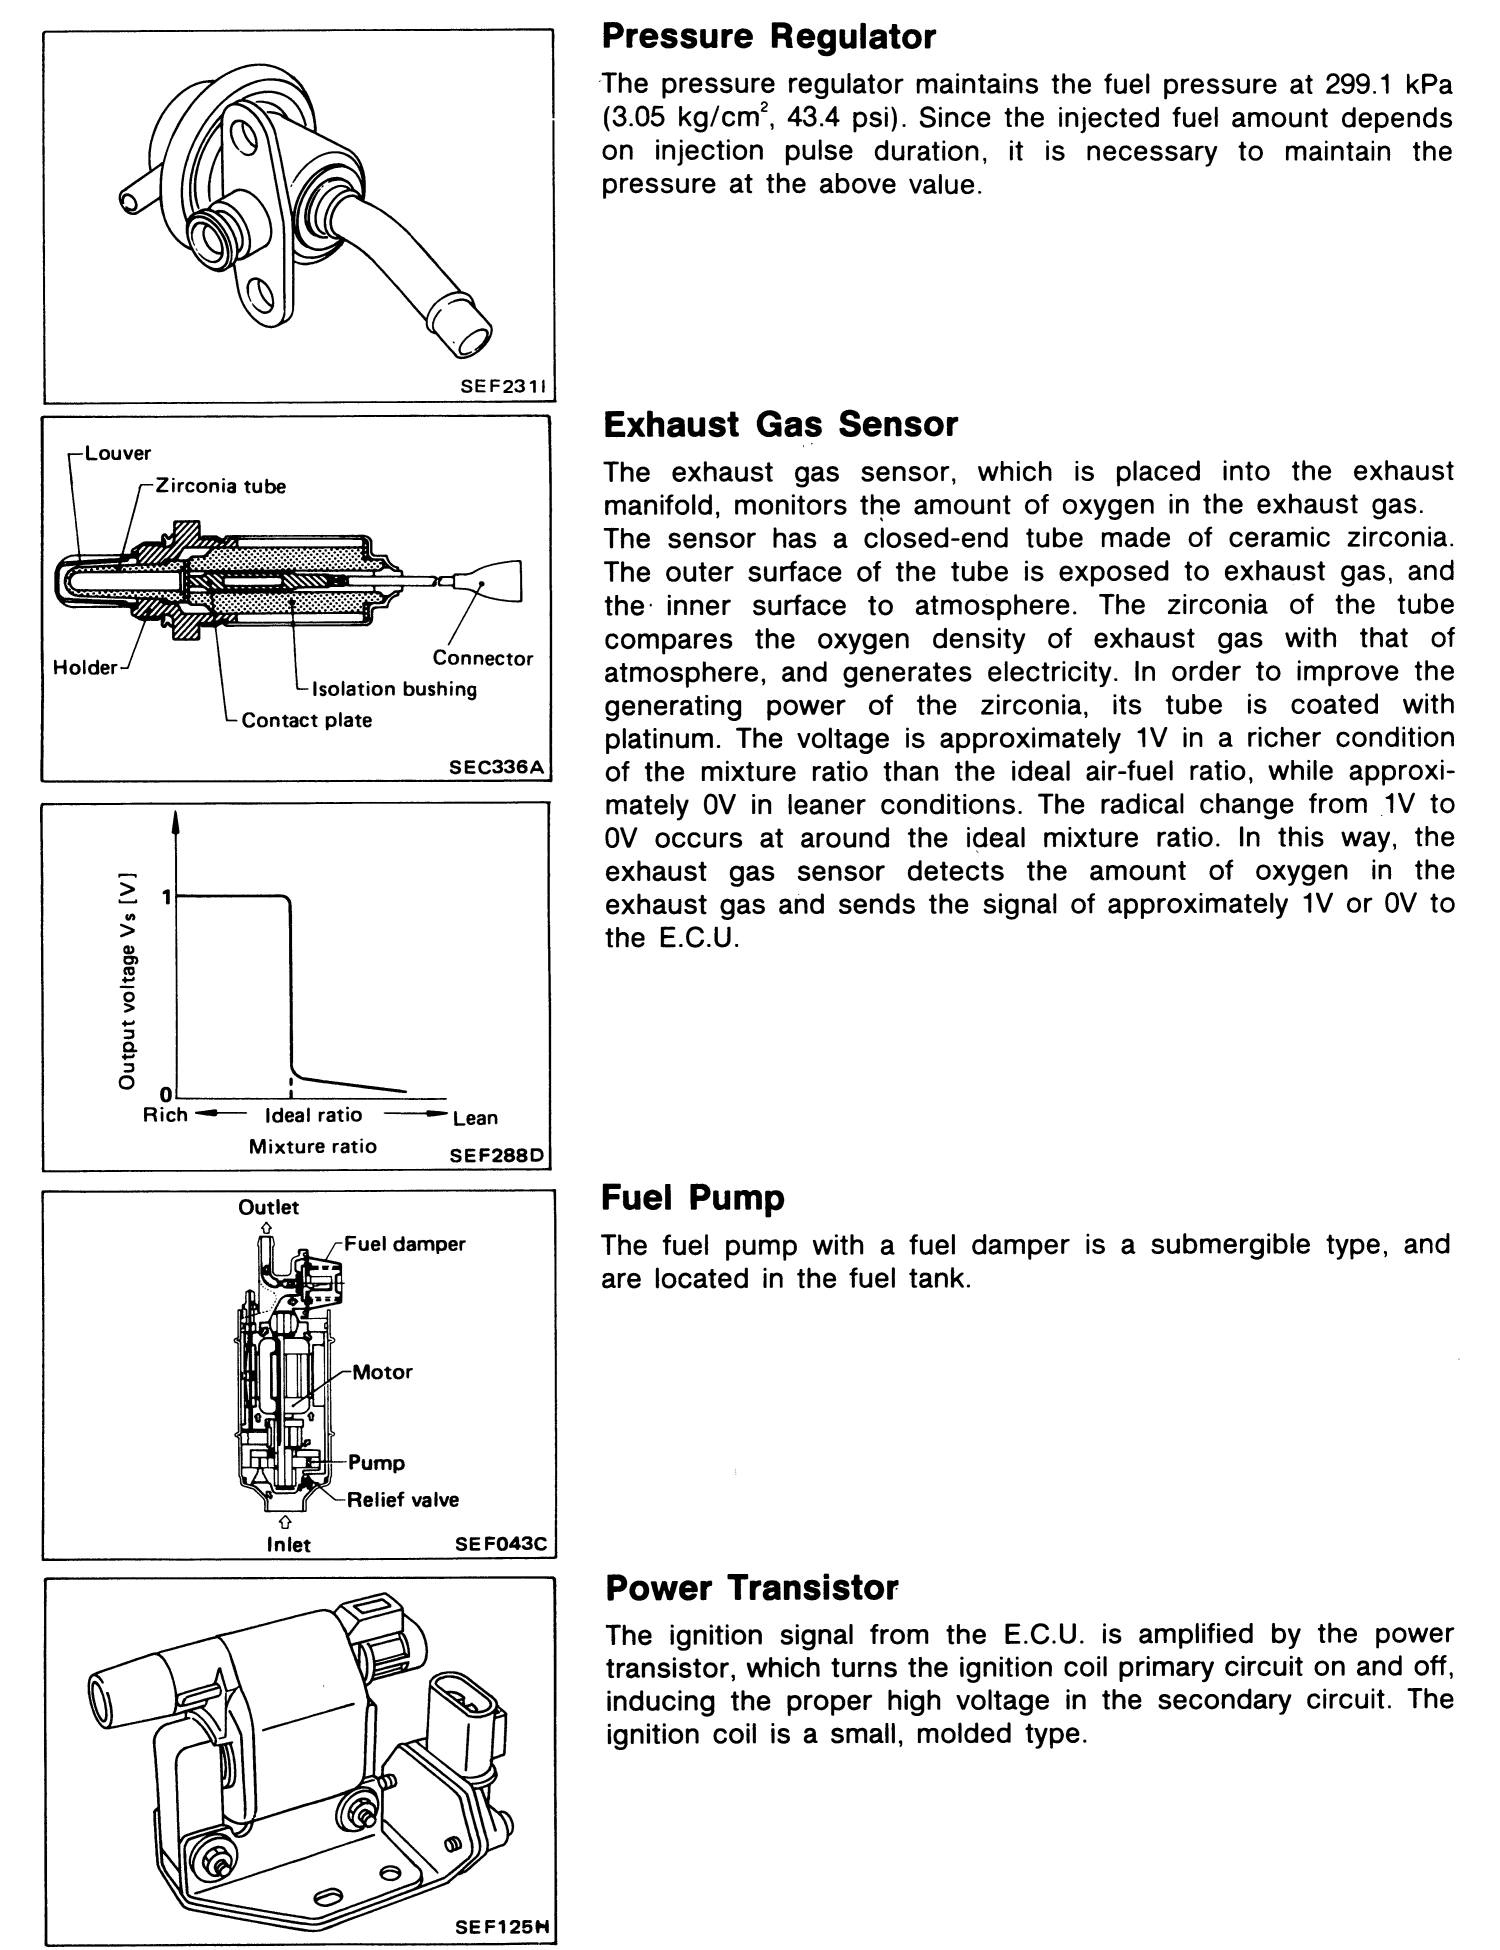 Pressure Regulator
The pressure regulator maintains the fuel pressure at 299.1 kPa
(3.05 kg/cm², 43.4 psi). Since the injected fuel amount depends
on injection pulse duration, it is necessary to maintain the
pressure at the above value.
SEF231I
Exhaust Gas Sensor
The exhaust gas sensor, which is placed into the exhaust
manifold, monitors the amount of oxygen in the exhaust gas.
The sensor has a closed-end tube made of ceramic zirconia.
The outer surface of the tube is exposed to exhaust gas, and
the inner surface to atmosphere. The zirconia of the tube
compares the oxygen density of exhaust gas with that of
atmosphere, and generates electricity. In order to improve the
generating power of the zirconia, its tube is coated with
platinum. The voltage is approximately 1V in a richer condition
of the mixture ratio than the ideal air-fuel ratio, while approxi-
mately 0V in leaner conditions. The radical change from 1V to
0V occurs at around the ideal mixture ratio. In this way, the
exhaust gas sensor detects the amount of oxygen in the
exhaust gas and sends the signal of approximately 1V or 0V to
the E.C.U.
Louver
Zirconia tube
Holder
Connector
Isolation bushing
Contact plate
SEC336A
Output voltage Vs [V]
1
0
Rich
Ideal ratio
Lean
Mixture ratio
SEF288D
Fuel Pump
The fuel pump with a fuel damper is a submergible type, and
are located in the fuel tank.
Outlet
Fuel damper
Motor
Pump
Relief valve
Inlet
SEF043C
Power Transistor
The ignition signal from the E.C.U. is amplified by the power
transistor, which turns the ignition coil primary circuit on and off,
inducing the proper high voltage in the secondary circuit. The
ignition coil is a small, molded type.
SEF125H